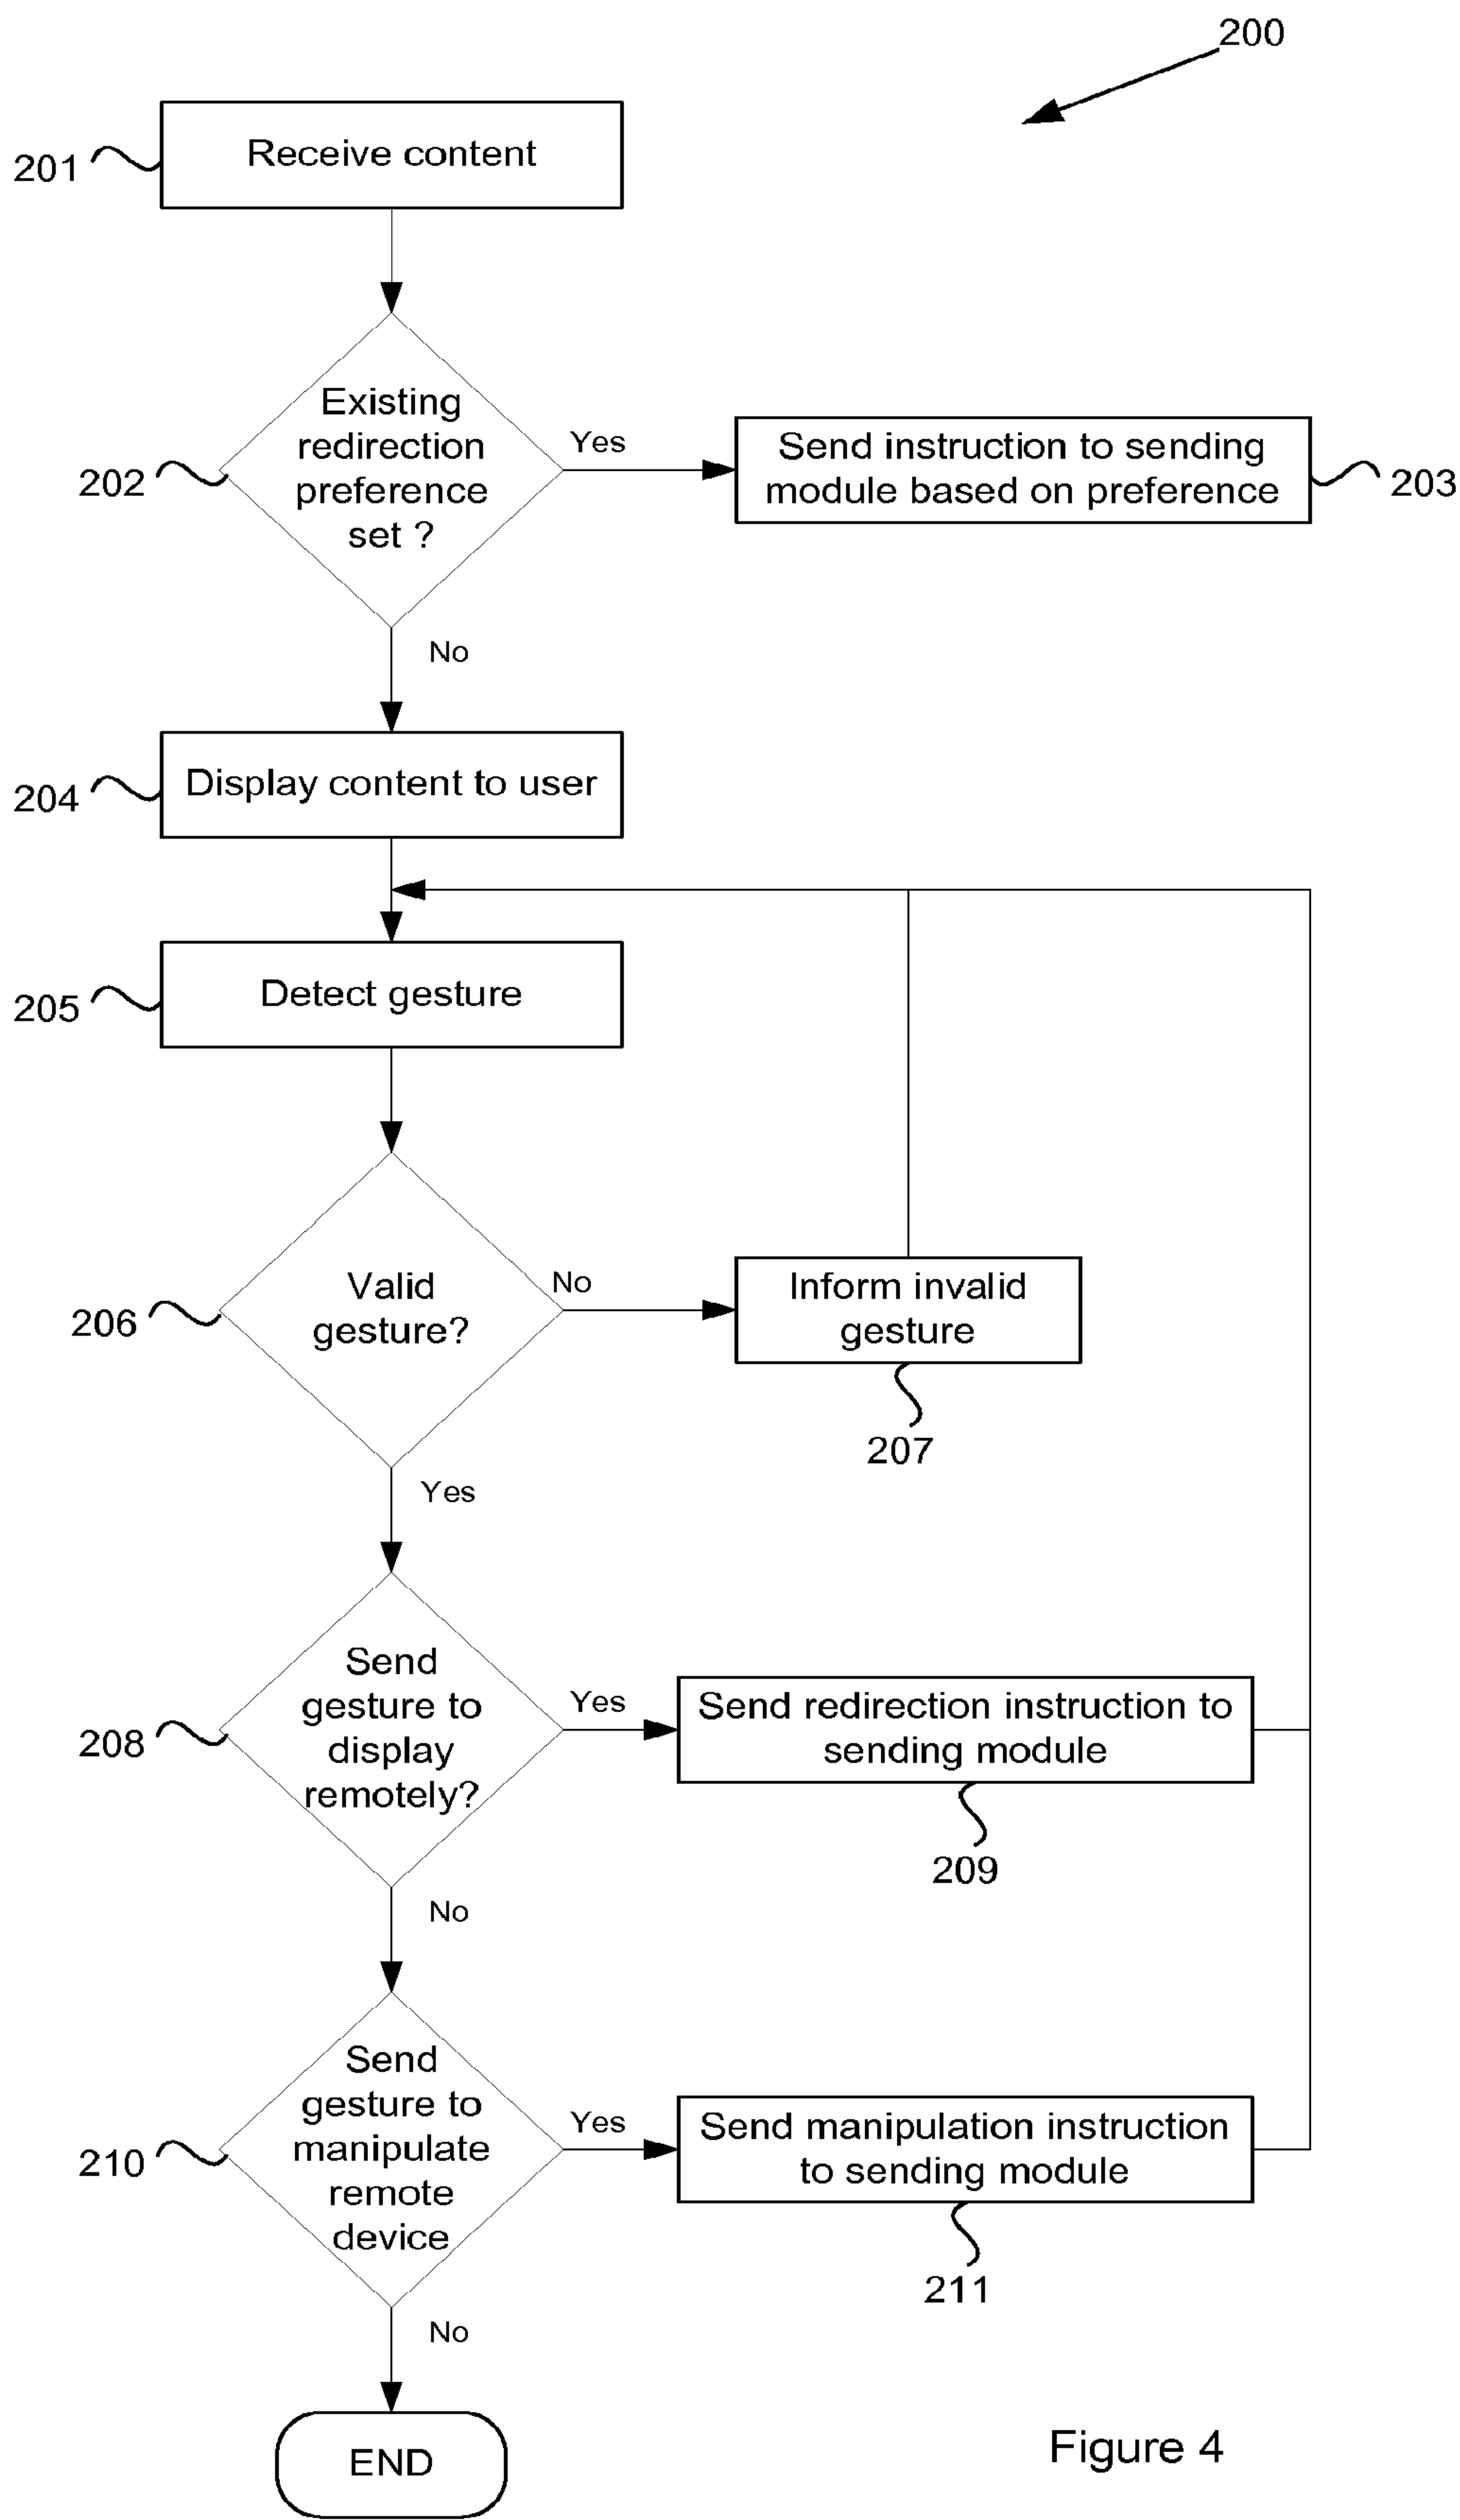 200
201
Receive content
Existing
redirection
preference
set ?
202
Yes
Send instruction to sending
module based on preference
203
No
204
Display content to user
205
Detect gesture
206
Valid
gesture?
No
Inform invalid
gesture
207
Yes
208
Send
gesture to
display
remotely?
Yes
Send redirection instruction to
sending module
209
No
210
Send
gesture to
manipulate
remote
device
Yes
Send manipulation instruction
to sending module
211
No
END
Figure 4